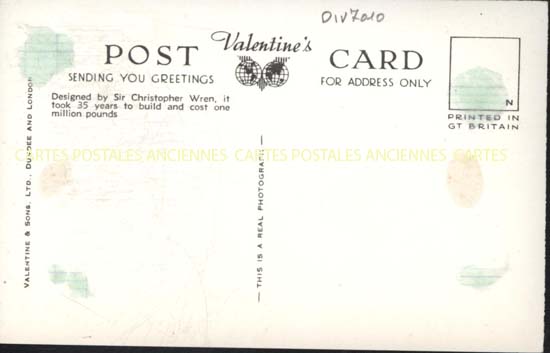 DIV7010
Valentine's
POST CARD
SENDING YOU GREETINGS
FOR ADDRESS ONLY
Designed by Sir Christopher Wren, it
took 35 years to build and cost one
million pounds
N
PRINTED IN
GT BRITAIN
CARTES POSTALES ANCIENNES CARTES POSTALES ANCIENNES CARTES
VALENTINE & SONS, LTD., DUNDEE AND LONDON
— THIS IS A REAL PHOTOGRAPH —